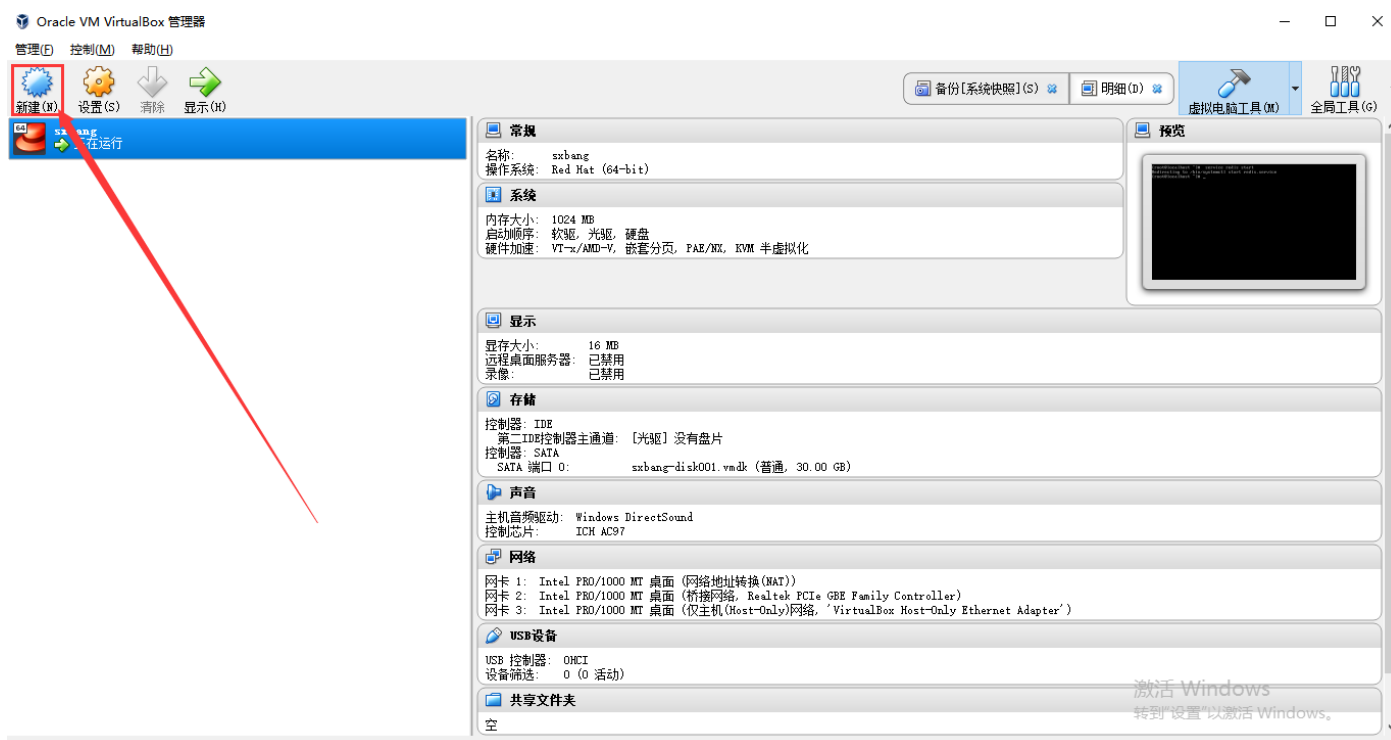 Oracle VM VirtualBox 管理器
管理(F) 控制(M) 帮助(H)
新建(N) 设置(S) 清除 显示(H) 备份[系统快照](S) 明细(D) 虚拟电脑工具(M) 全局工具(G)
64 sxbang
正在运行
常规
名称: sxbang
操作系统: Red Hat (64-bit)
系统
内存大小: 1024 MB
启动顺序: 软驱, 光驱, 硬盘
硬件加速: VT-x/AMD-V, 嵌套分页, PAE/NX, KVM 半虚拟化
预览
显示
显存大小: 16 MB
远程桌面服务器: 已禁用
录像: 已禁用
存储
控制器: IDE
第二IDE控制器主通道: [光驱] 没有盘片
控制器: SATA
SATA 端口 0: sxbang-disk001.vmdk (普通, 30.00 GB)
声音
主机音频驱动: Windows DirectSound
控制芯片: ICH AC97
网络
网卡 1: Intel PRO/1000 MT 桌面 (网络地址转换(NAT))
网卡 2: Intel PRO/1000 MT 桌面 (桥接网络, Realtek PCIe GBE Family Controller)
网卡 3: Intel PRO/1000 MT 桌面 (仅主机(Host-Only)网络, 'VirtualBox Host-Only Ethernet Adapter')
USB设备
USB 控制器: OHCI
设备筛选: 0 (0 活动)
共享文件夹
空
激活 Windows
转到"设置"以激活 Windows。